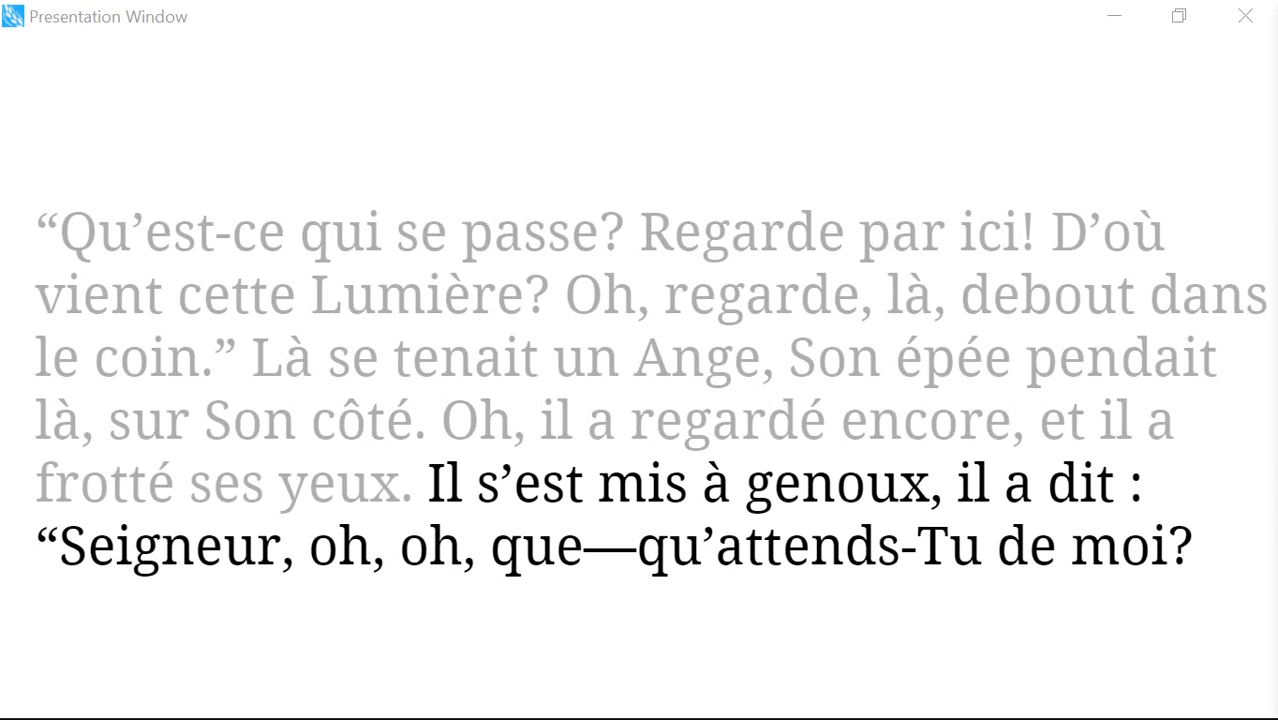 Presentation Window
“Qu’est-ce qui se passe? Regarde par ici! D’où
vient cette Lumière? Oh, regarde, là, debout dans
le coin.” Là se tenait un Ange, Son épée pendait
là, sur Son côté. Oh, il a regardé encore, et il a
frotté ses yeux. Il s’est mis à genoux, il a dit :
“Seigneur, oh, oh, que—qu’attends-Tu de moi?